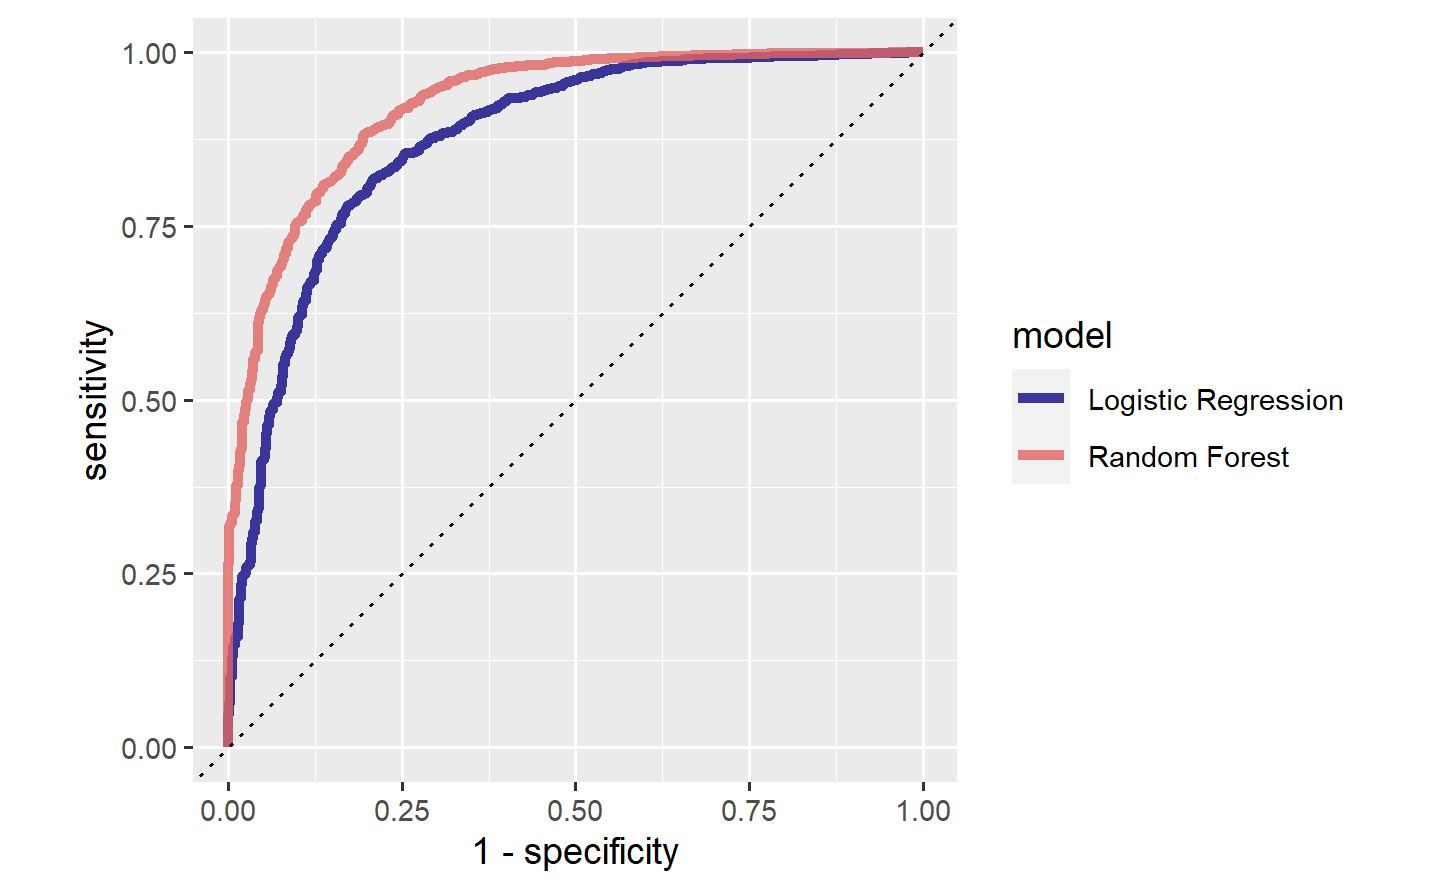 1.00
0.75
0.50
0.25
0.00
sensitivity
0.00 0.25 0.50 0.75 1.00
1 - specificity
model
Logistic Regression
Random Forest